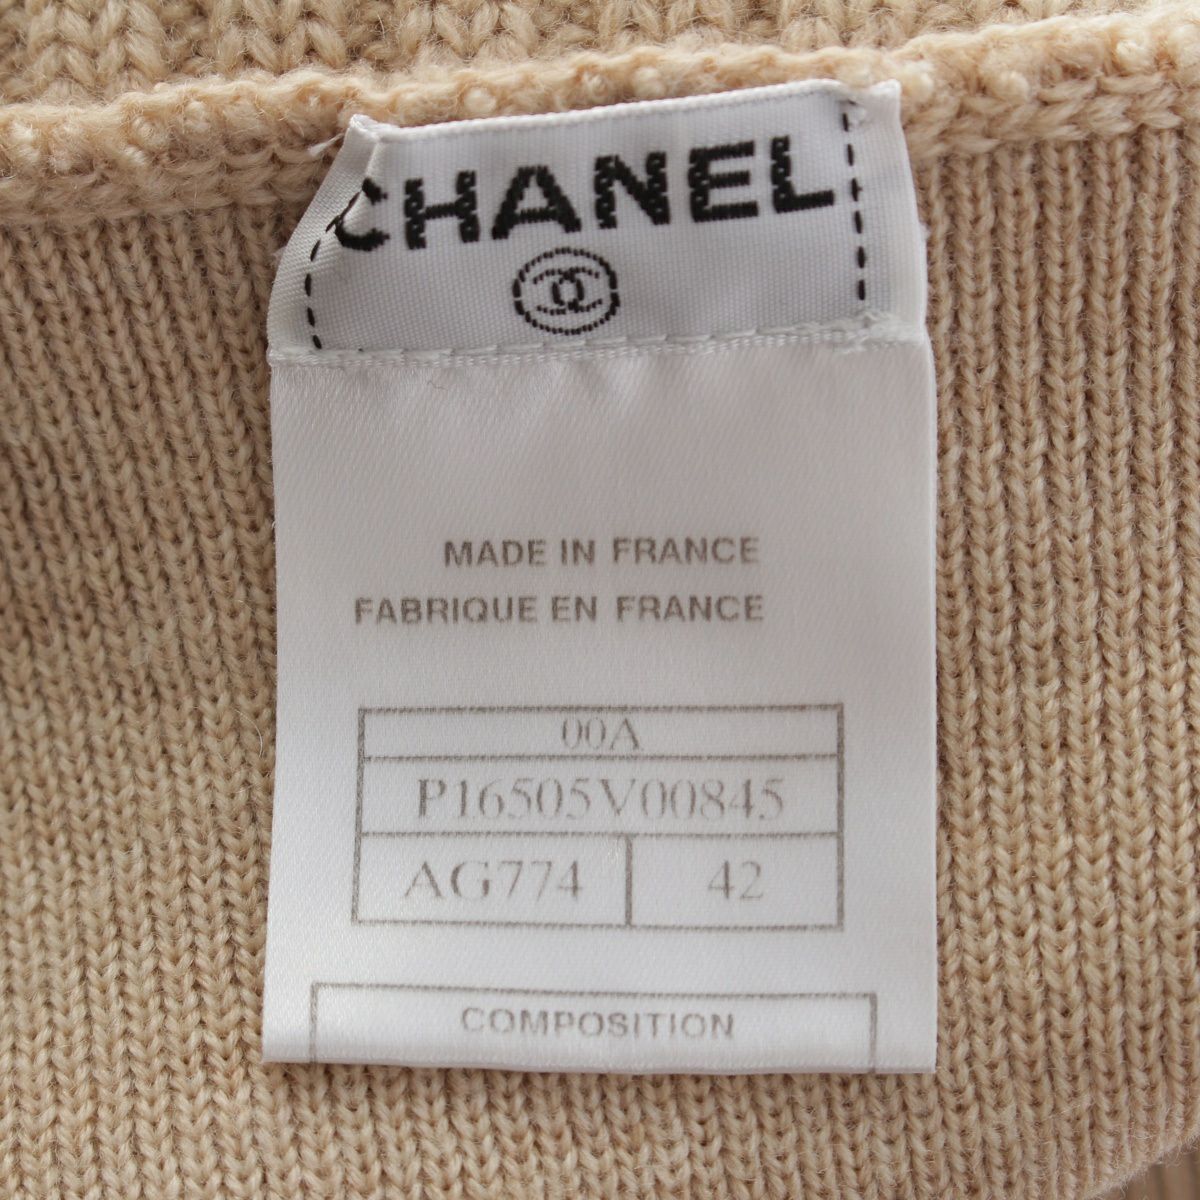 CHANEL
MADE IN FRANCE
FABRIQUE EN FRANCE
00A
P16505V00845
AG774 42
COMPOSITION